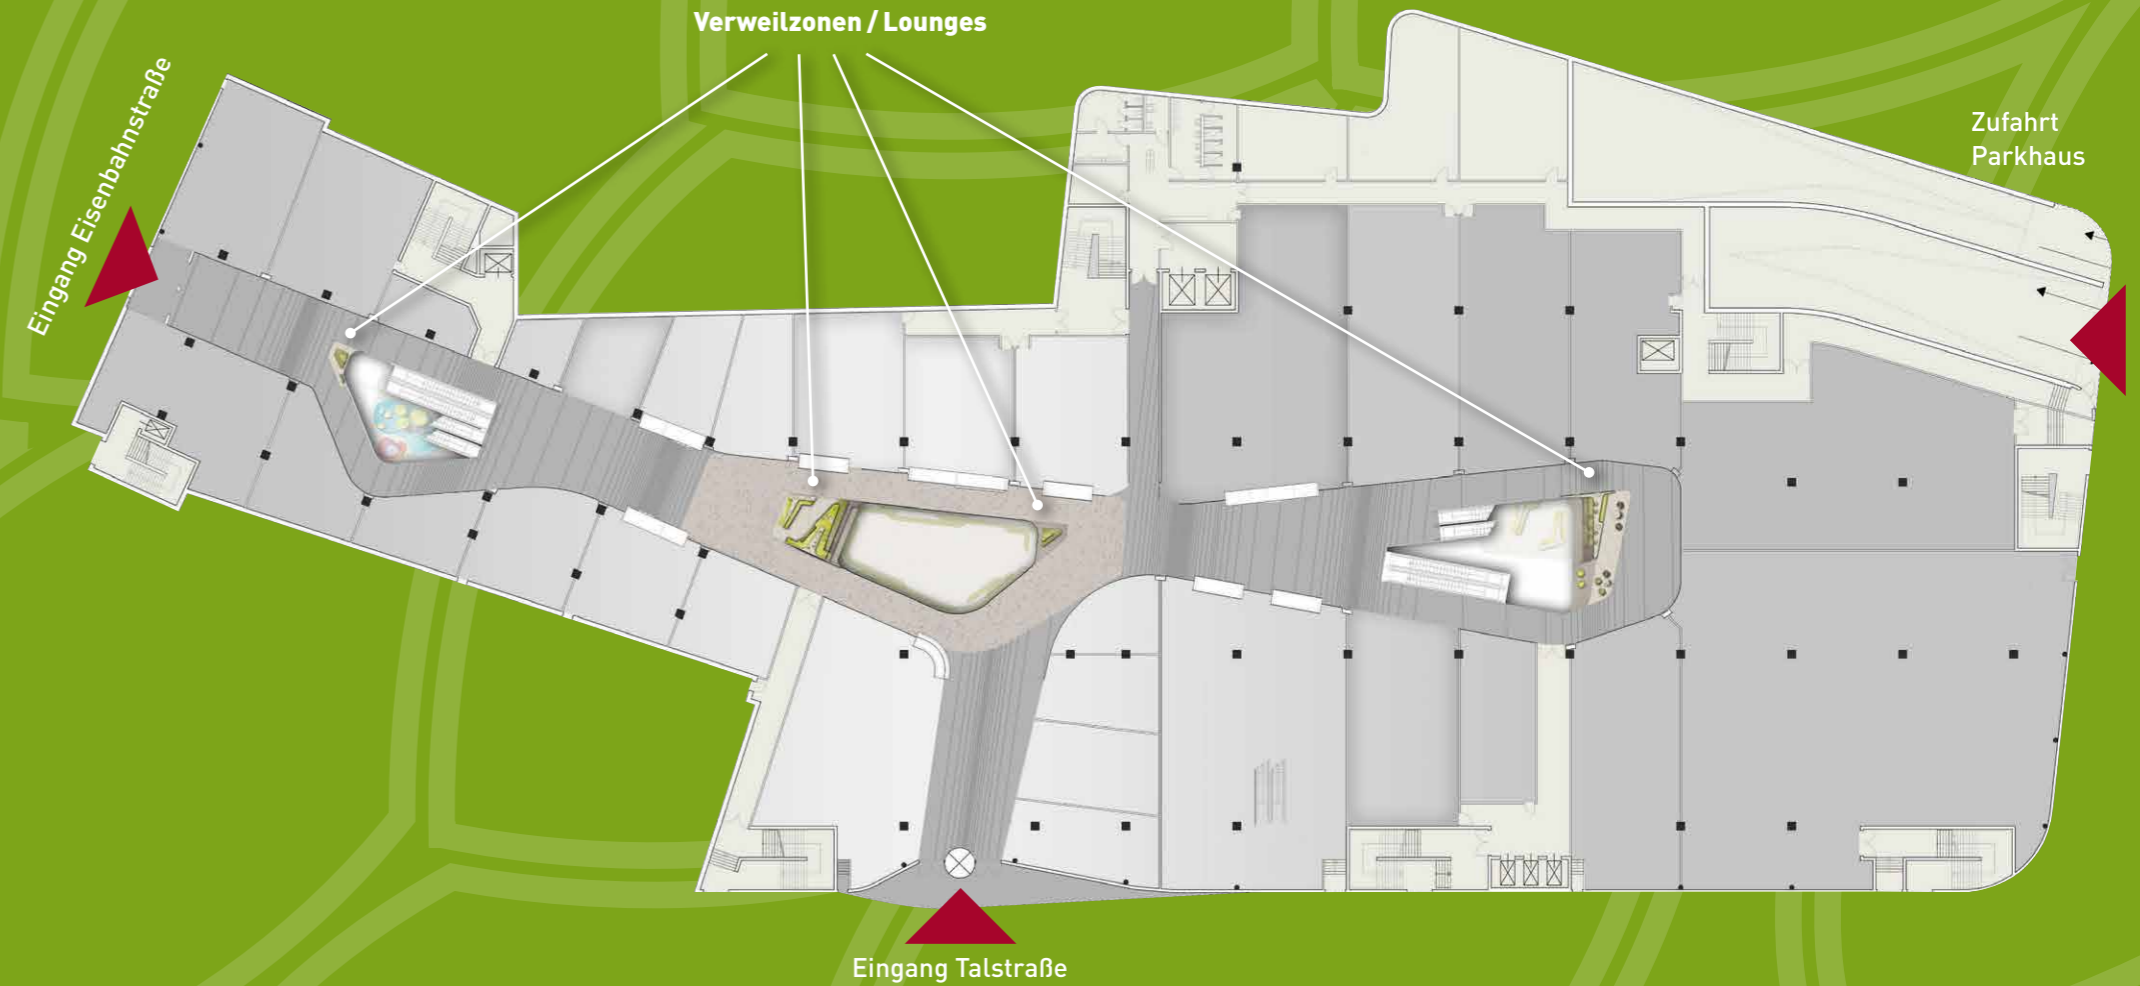 Verweilzonen / Lounges
Eingang Eisenbahnstraße
Zufahrt
Parkhaus
Eingang Talstraße